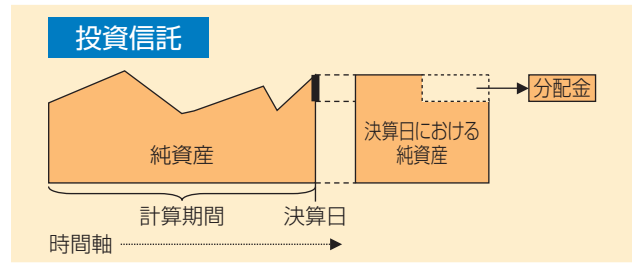 投資信託
分配金
決算日における
純資産
純資産
計算期間
決算日
時間軸